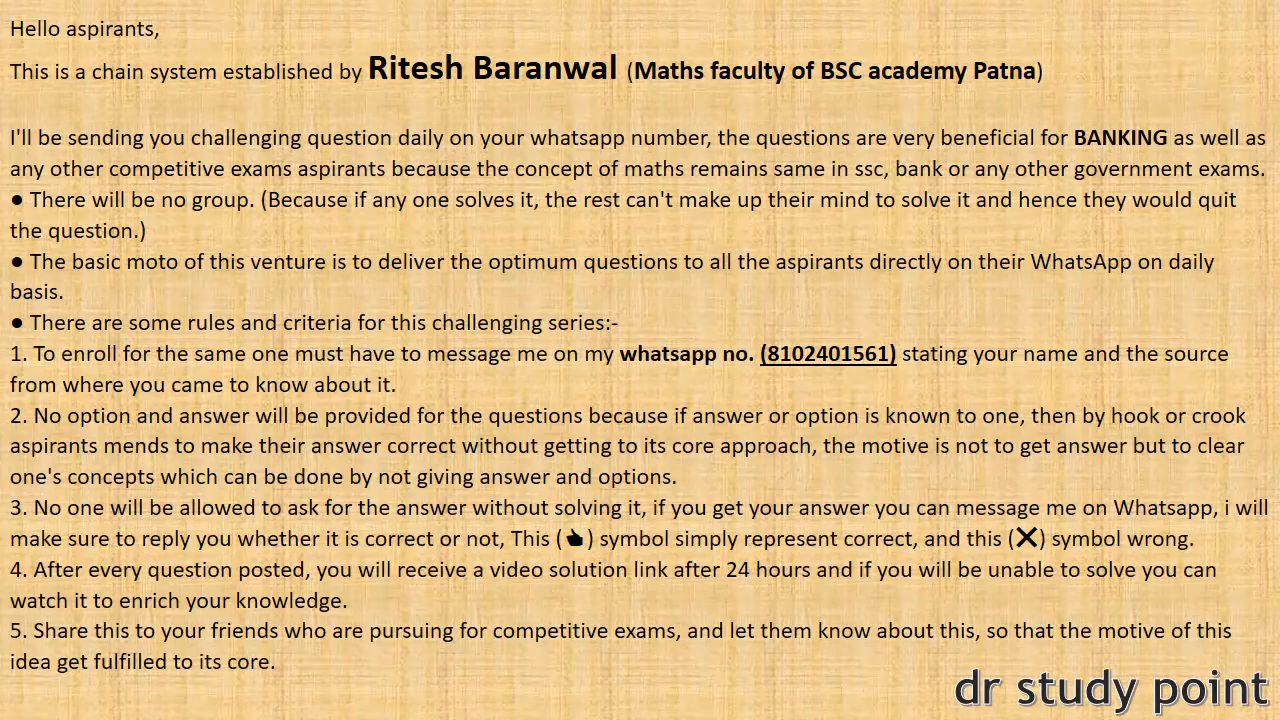 Hello aspirants,
This is a chain system established by Ritesh Baranwal (Maths faculty of BSC academy Patna)
I'll be sending you challenging question daily on your whatsapp number, the questions are very beneficial for BANKING as well as
any other competitive exams aspirants because the concept of maths remains same in ssc, bank or any other government exams.
● There will be no group. (Because if any one solves it, the rest can't make up their mind to solve it and hence they would quit
the question.)
● The basic moto of this venture is to deliver the optimum questions to all the aspirants directly on their WhatsApp on daily
basis.
● There are some rules and criteria for this challenging series:-
1. To enroll for the same one must have to message me on my whatsapp no. (8102401561) stating your name and the source
from where you came to know about it.
2. No option and answer will be provided for the questions because if answer or option is known to one, then by hook or crook
aspirants mends to make their answer correct without getting to its core approach, the motive is not to get answer but to clear
one's concepts which can be done by not giving answer and options.
3. No one will be allowed to ask for the answer without solving it, if you get your answer you can message me on Whatsapp, i will
make sure to reply you whether it is correct or not, This (👍) symbol simply represent correct, and this (❌) symbol wrong.
4. After every question posted, you will receive a video solution link after 24 hours and if you will be unable to solve you can
watch it to enrich your knowledge.
5. Share this to your friends who are pursuing for competitive exams, and let them know about this, so that the motive of this
idea get fulfilled to its core.
dr study point